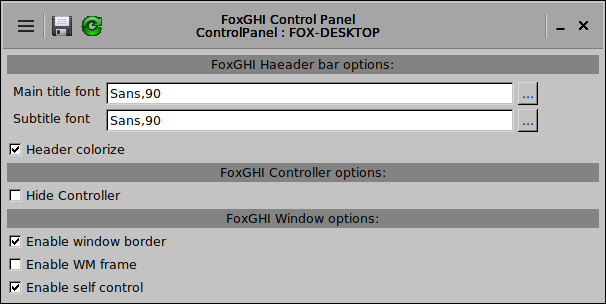 FoxGHI Control Panel
ControlPanel : FOX-DESKTOP
FoxGHI Haeader bar options:
Main title font Sans,90 ...
Subtitle font Sans,90 ...
Header colorize
FoxGHI Controller options:
Hide Controller
FoxGHI Window options:
Enable window border
Enable WM frame
Enable self control